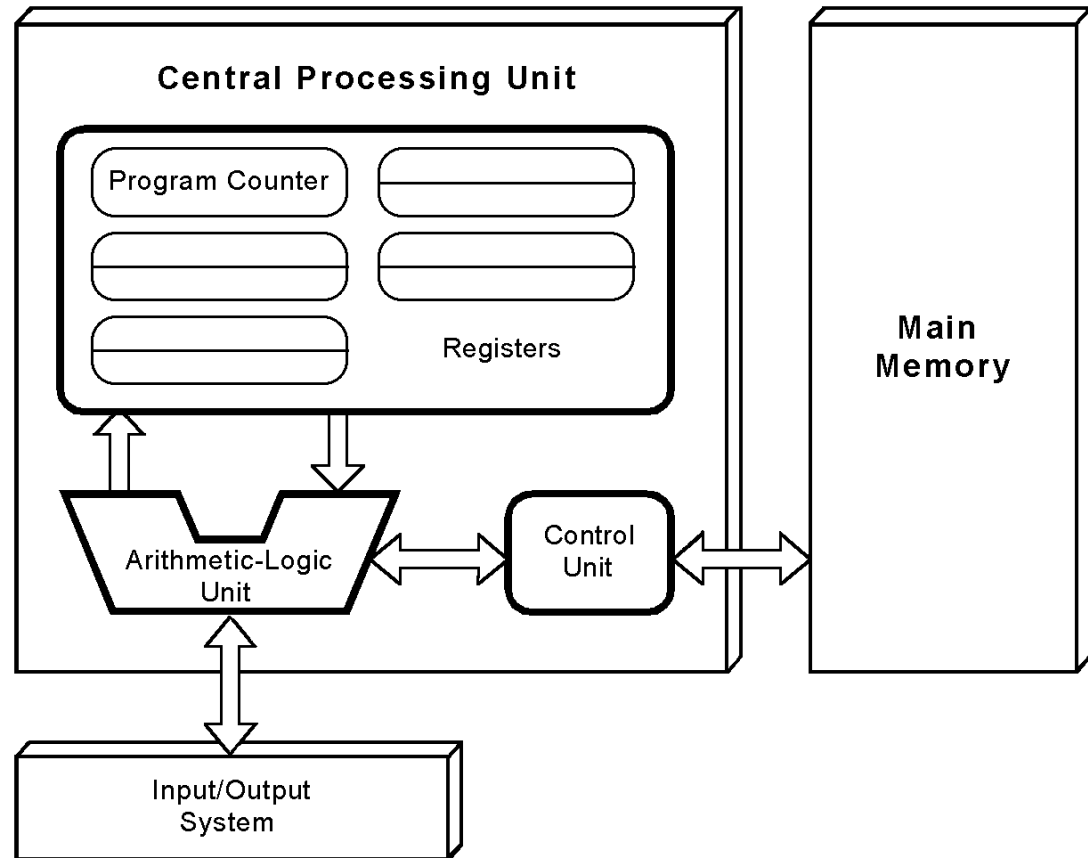 Central Processing Unit
Program Counter
Registers
Main
Memory
Arithmetic-Logic
Unit
Control
Unit
Input/Output
System